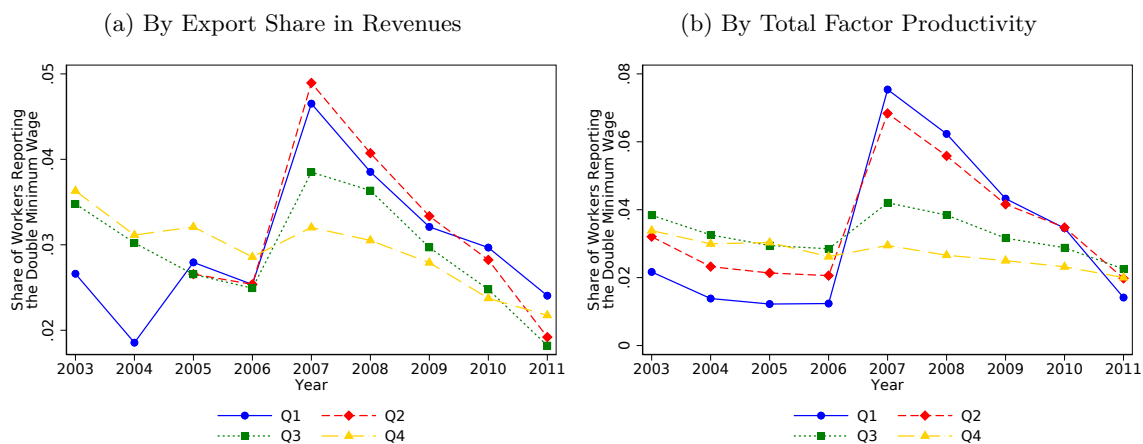 (a) By Export Share in Revenues
Share of Workers Reporting
the Double Minimum Wage
.05
.04
.03
.02
2003 2004 2005 2006 2007 2008 2009 2010 2011
Year
Q1 Q2
Q3 Q4
(b) By Total Factor Productivity
Share of Workers Reporting
the Double Minimum Wage
.08
.06
.04
.02
0
2003 2004 2005 2006 2007 2008 2009 2010 2011
Year
Q1 Q2
Q3 Q4